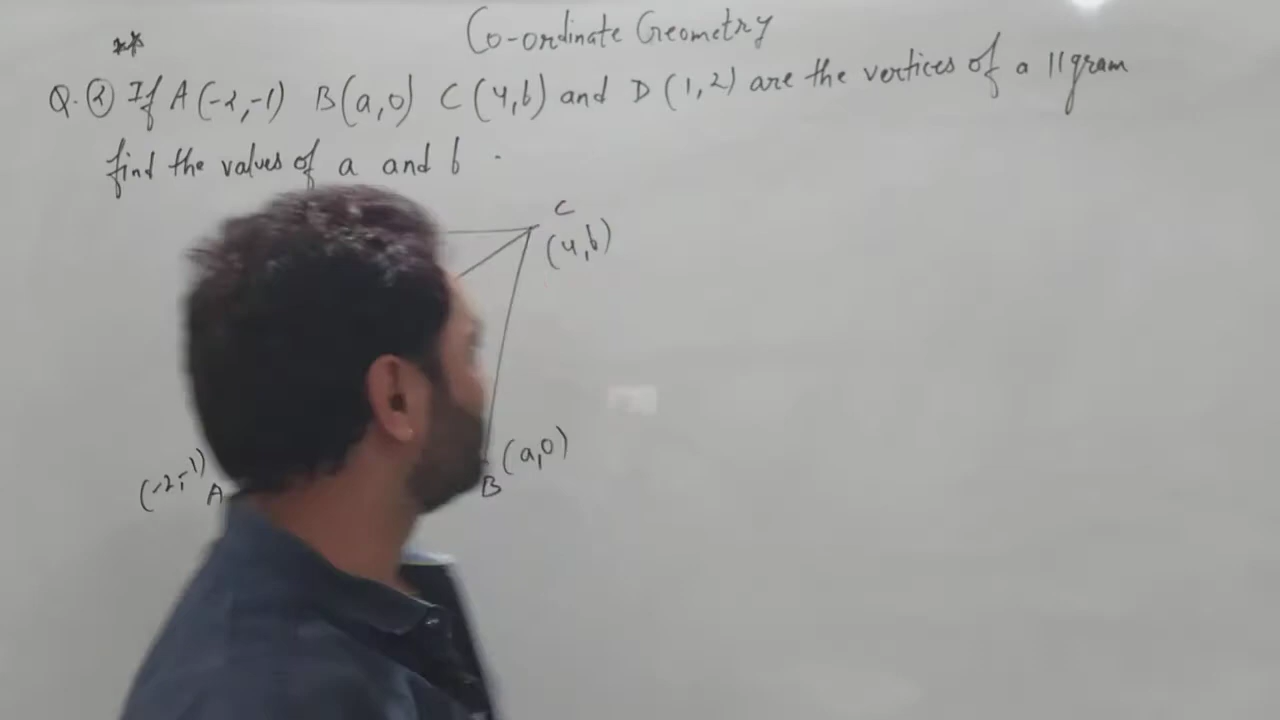 Co-ordinate Geometry
**
Q. ② If A(-2,-1) B(a,0) C(4,b) and D(1,2) are the vertices of a ||gram
find the values of a and b.
C
(4,b)
(a,0)
(-2,-1)
A
B